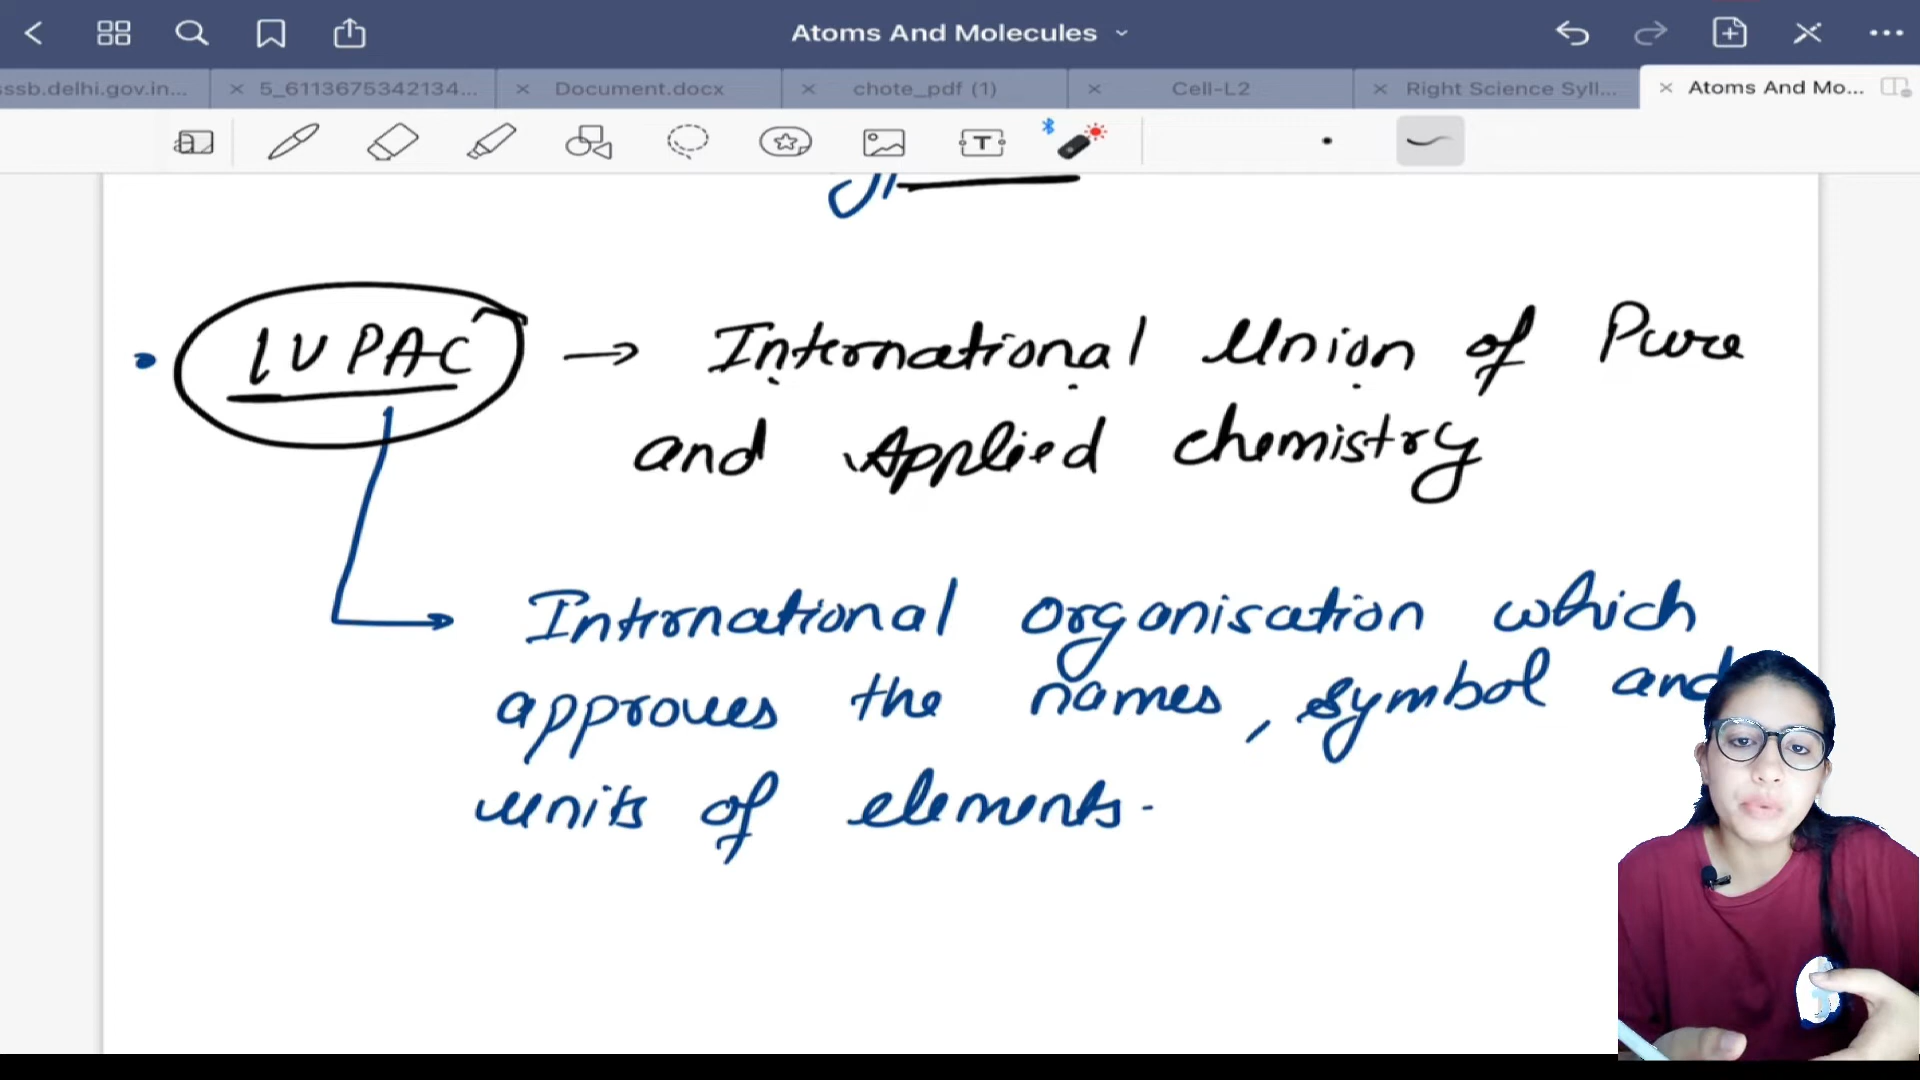 Atoms And Molecules
sssb.delhi.gov.in...
5_6113675342134...
Document.docx
chote_pdf (1)
Cell-L2
Right Science Syll...
Atoms And Mo...
IUPAC → International Union of Pure
and Applied chemistry
International organisation which
approves the names, symbol and
units of elements.